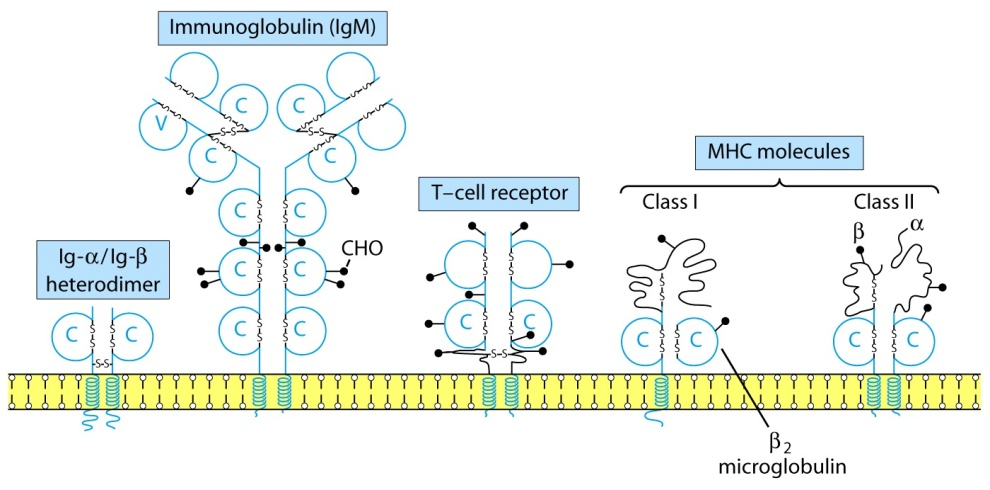 Immunoglobulin (IgM)
C
C
V
C
C
MHC molecules
T–cell receptor
Class I
Class II
C
C
Ig-α/Ig-β
heterodimer
CHO
β
α
C
C
C
C
C
C
C
C
C
C
C
C
C
C
S-S
S-S
S-S
S-S
β2
microglobulin